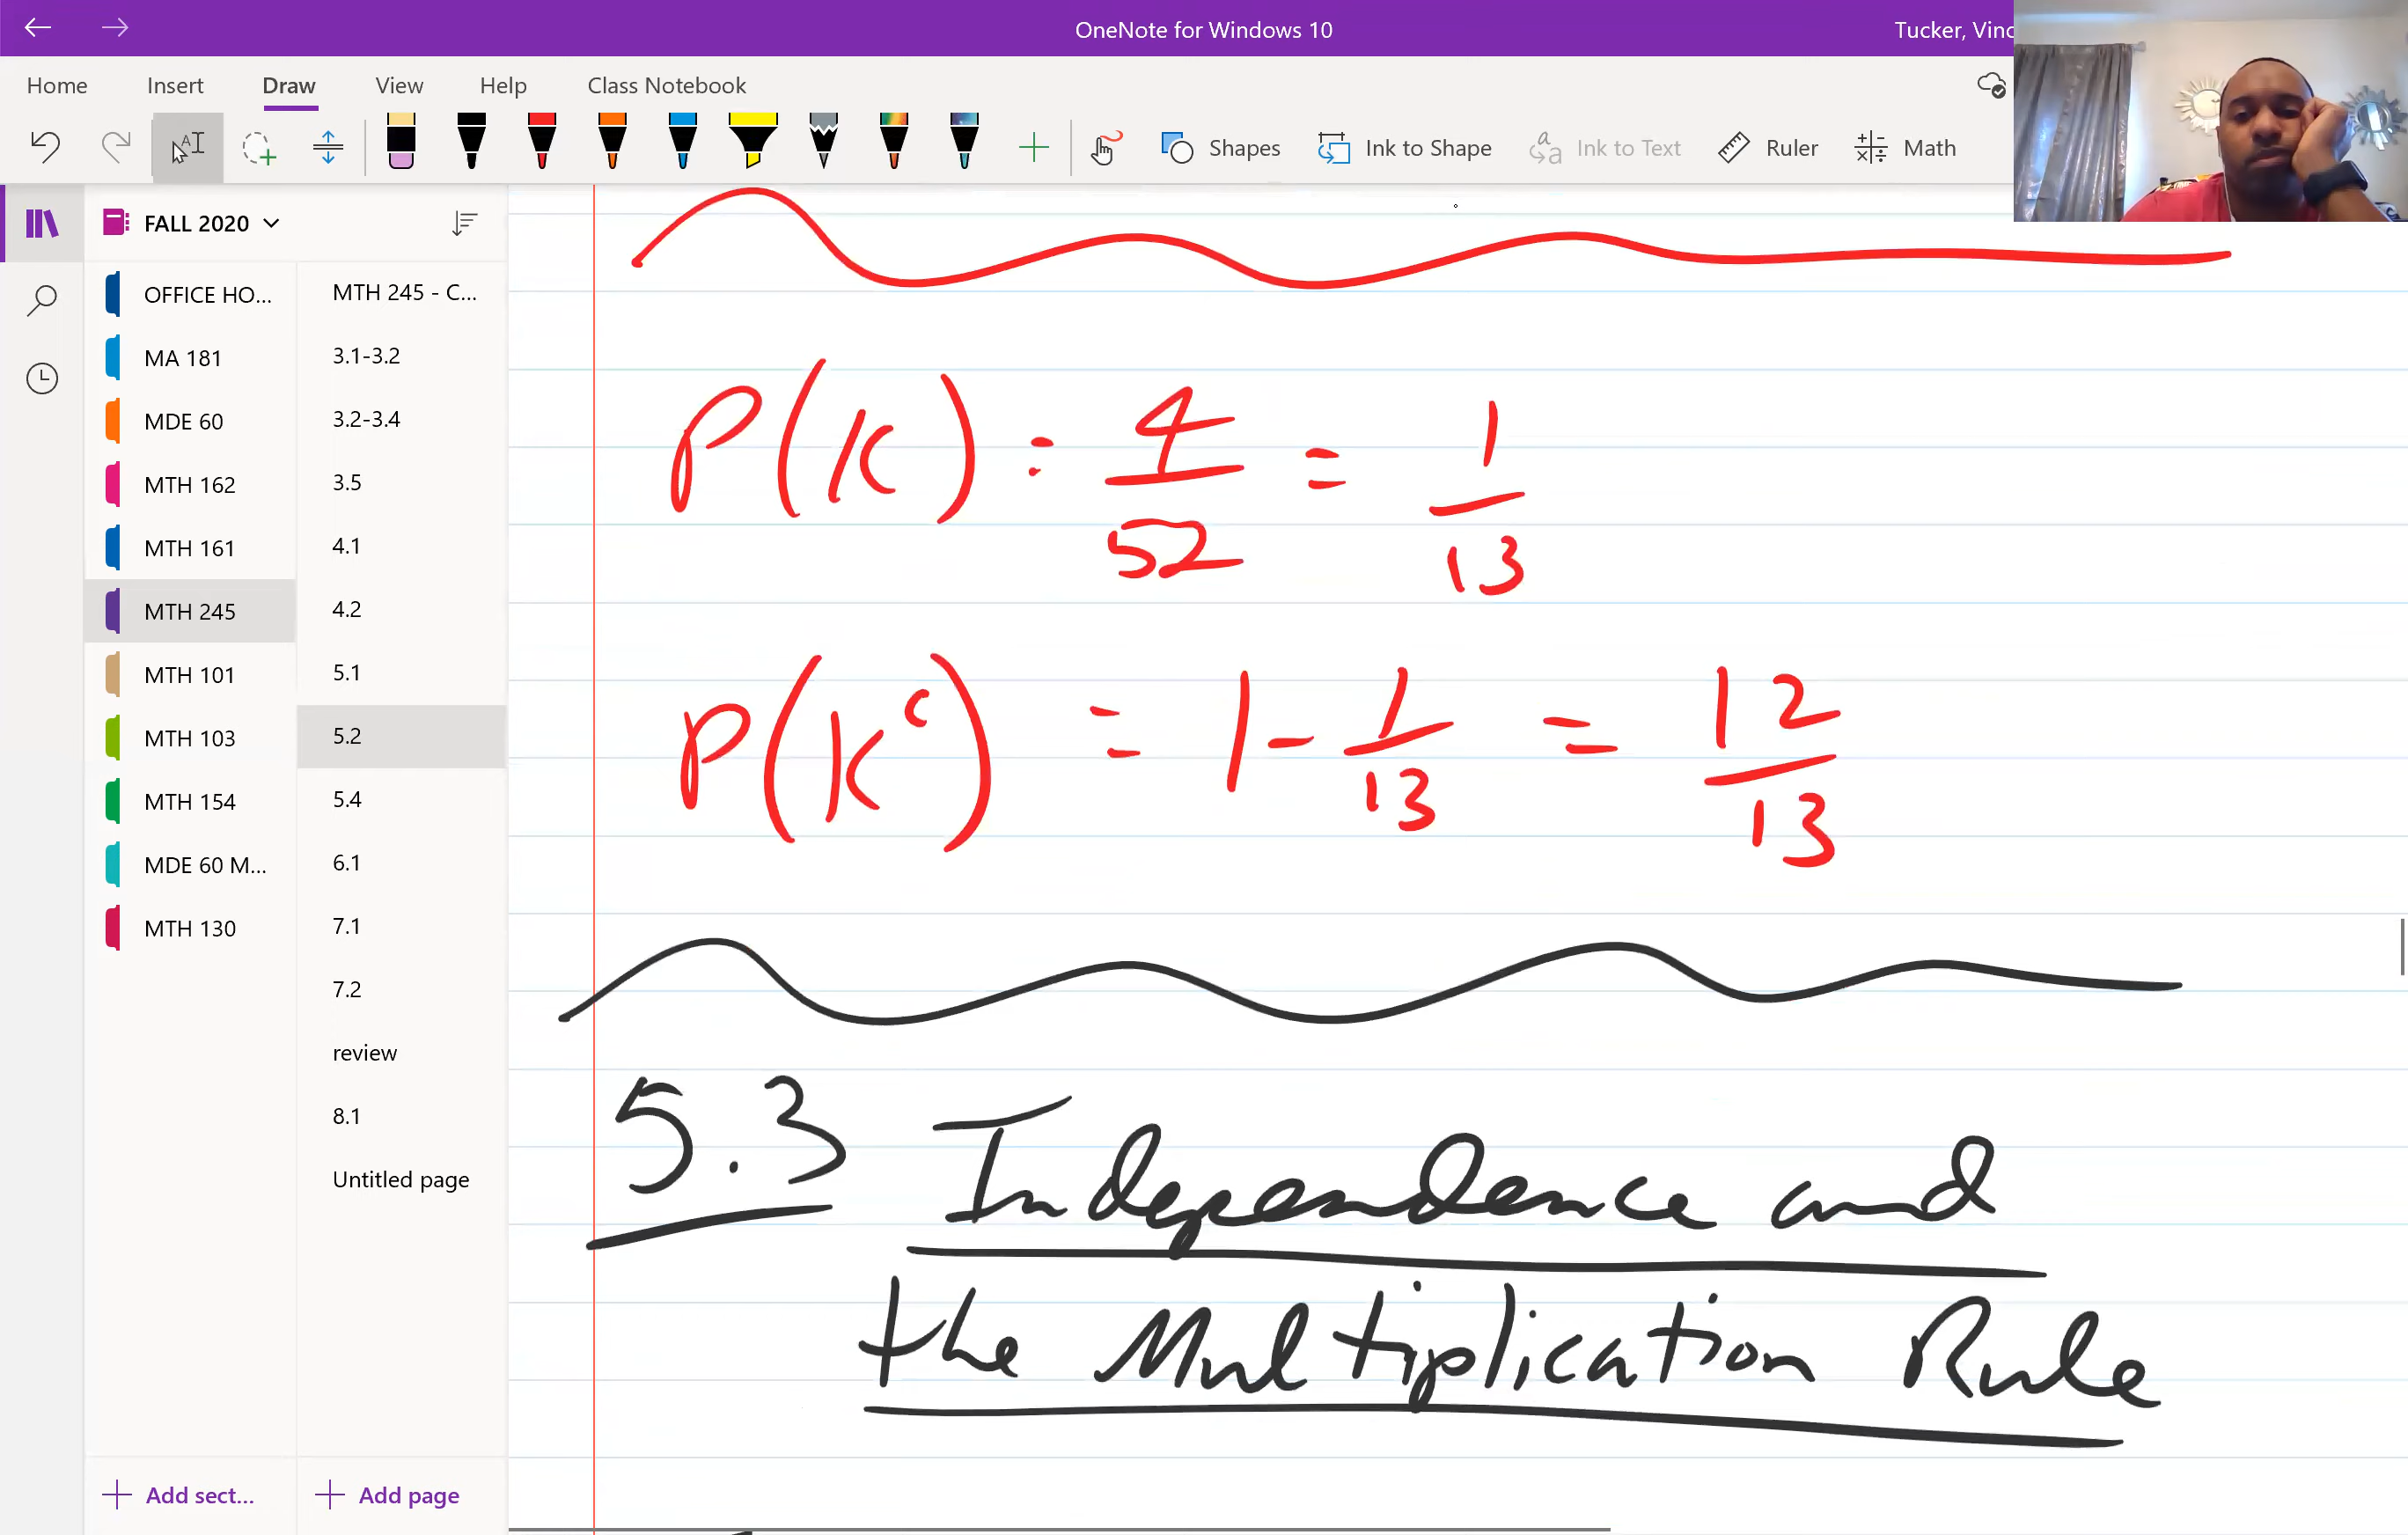 OneNote for Windows 10
Tucker, Vinc
Home Insert Draw View Help Class Notebook
Shapes Ink to Shape Ink to Text Ruler Math
FALL 2020
OFFICE HO...
MA 181
MDE 60
MTH 162
MTH 161
MTH 245
MTH 101
MTH 103
MTH 154
MDE 60 M...
MTH 130
Add sect...
MTH 245 - C...
3.1-3.2
3.2-3.4
3.5
4.1
4.2
5.1
5.2
5.4
6.1
7.1
7.2
review
8.1
Untitled page
Add page
P(K) = 4/52 = 1/13
P(K^c) = 1 - 1/13 = 12/13
5.3 Independence and
the Multiplication Rule